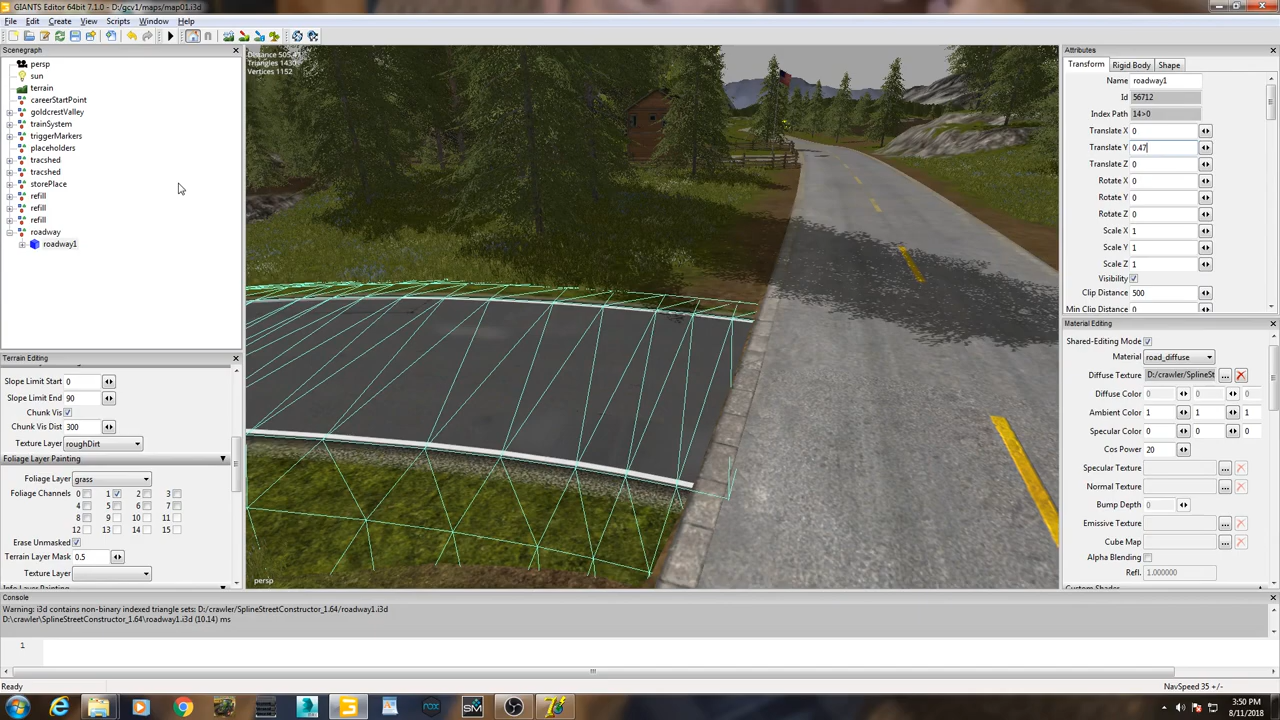 GIANTS Editor 64bit 7.1.0 - D:/gcv1/maps/map01.i3d
File Edit Create View Scripts Window Help
Scenegraph
persp
sun
terrain
careerStartPoint
goldcrestValley
trainSystem
triggerMarkers
placeholders
tracshed
tracshed
storePlace
refill
refill
refill
roadway
roadway1
Terrain Editing
Slope Limit Start 0
Slope Limit End 90
Chunk Vis
Chunk Vis Dist 300
Texture Layer roughDirt
Foliage Layer Painting
Foliage Layer grass
Foliage Channels 0 1 2 3
4 5 6 7
8 9 10 11
12 13 14 15
Erase Unmasked
Terrain Layer Mask 0.5
Texture Layer
Distance 505.47
Triangles 1430
Vertices 1152
persp
Attributes
Transform Rigid Body Shape
Name roadway1
Id 56712
Index Path 14>0
Translate X 0
Translate Y 0.47
Translate Z 0
Rotate X 0
Rotate Y 0
Rotate Z 0
Scale X 1
Scale Y 1
Scale Z 1
Visibility
Clip Distance 500
Min Clip Distance 0
Material Editing
Shared-Editing Mode
Material road_diffuse
Diffuse Texture D:/crawler/SplineSt ...
Diffuse Color 0 0 0
Ambient Color 1 1 1
Specular Color 0 0 0
Cos Power 20
Specular Texture ...
Normal Texture ...
Bump Depth 0
Emissive Texture ...
Cube Map ...
Alpha Blending
Refl. 1.000000
Custom Shader
Console
Warning: i3d contains non-binary indexed triangle sets: D:/crawler/SplineStreetConstructor_1.64/roadway1.i3d
D:\crawler\SplineStreetConstructor_1.64\roadway1.i3d (10.14) ms
1
Ready
NavSpeed 35 +/-
3:50 PM
8/11/2018